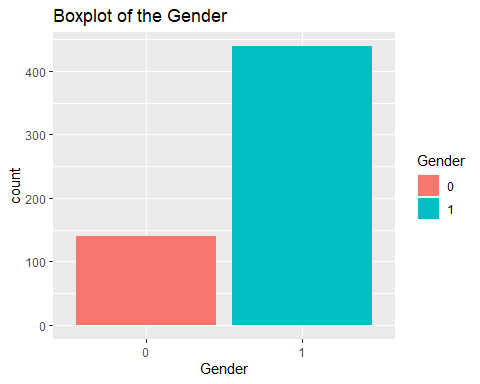 Boxplot of the Gender
400
300
200
100
0
count
0 1
Gender
Gender
0
1